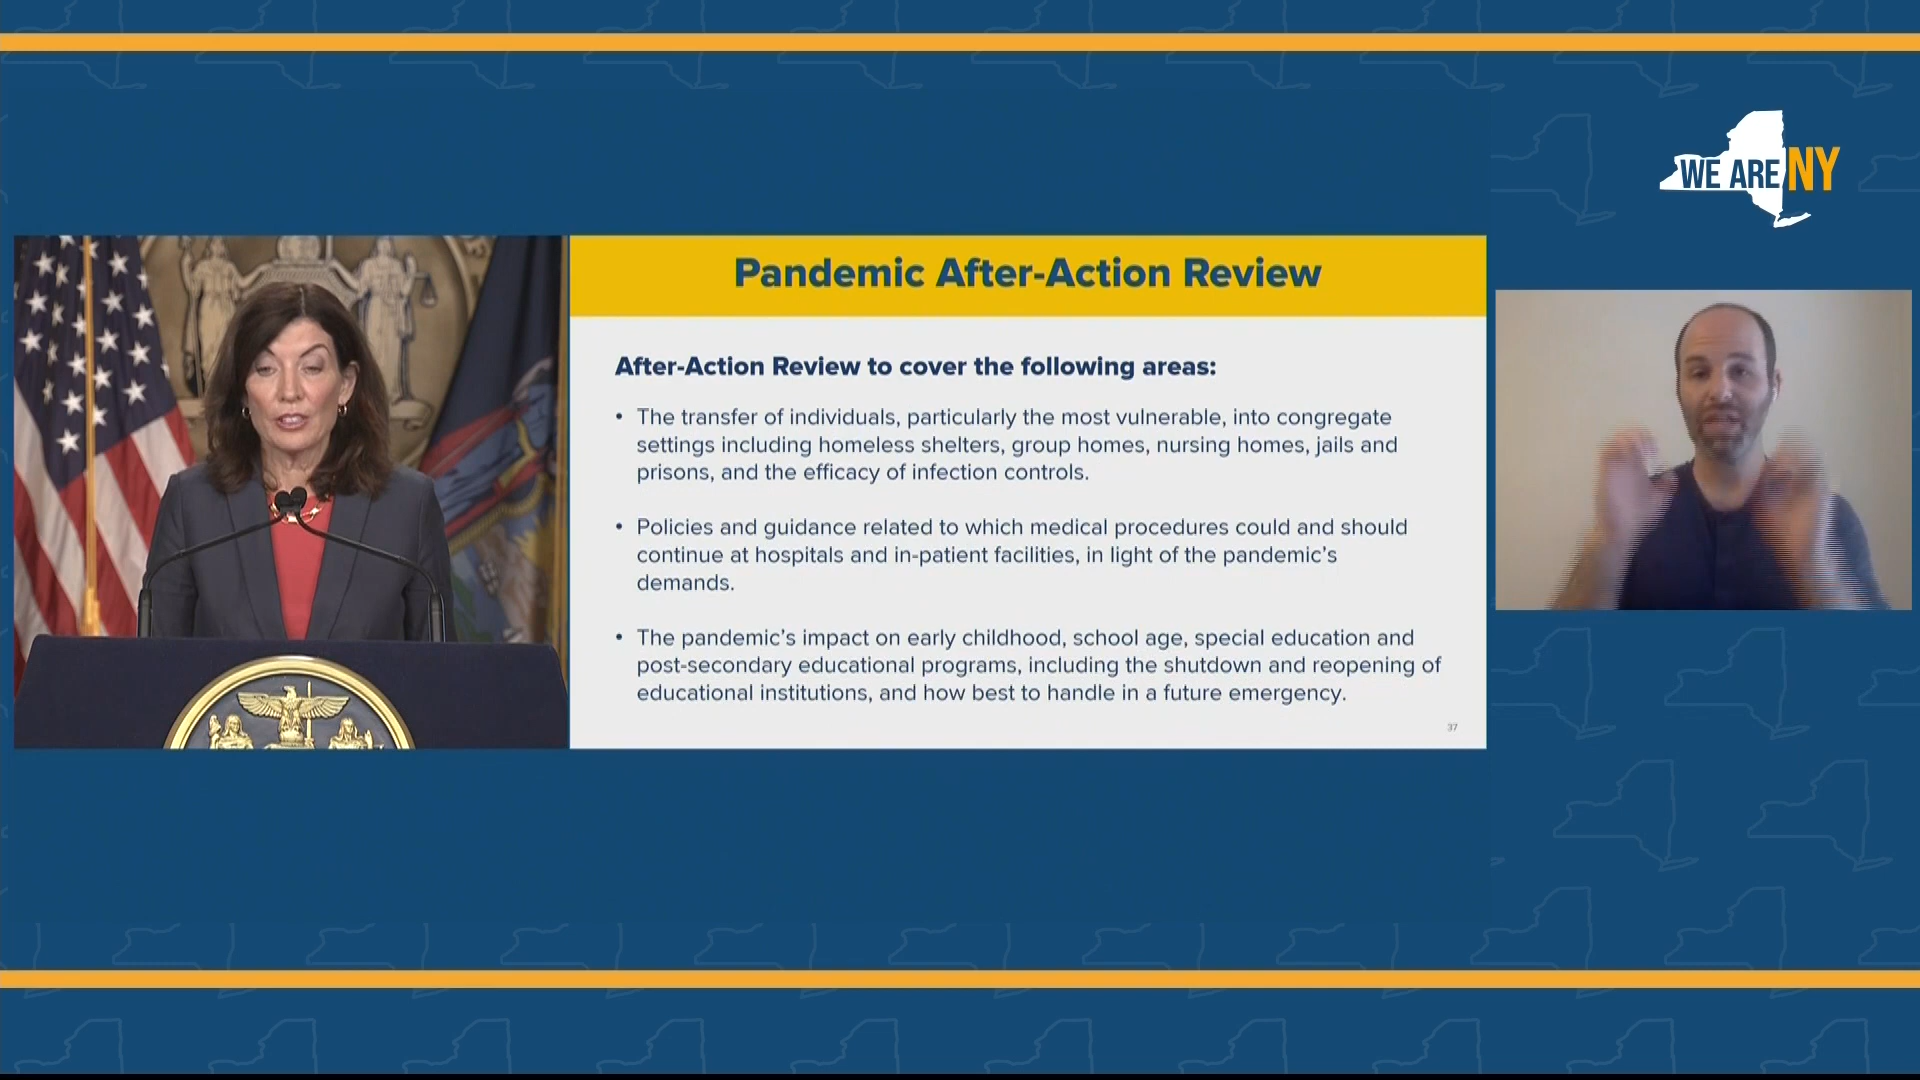 WE ARE NY
Pandemic After-Action Review
After-Action Review to cover the following areas:
• The transfer of individuals, particularly the most vulnerable, into congregate
settings including homeless shelters, group homes, nursing homes, jails and
prisons, and the efficacy of infection controls.
• Policies and guidance related to which medical procedures could and should
continue at hospitals and in-patient facilities, in light of the pandemic's
demands.
• The pandemic's impact on early childhood, school age, special education and
post-secondary educational programs, including the shutdown and reopening of
educational institutions, and how best to handle in a future emergency.
37